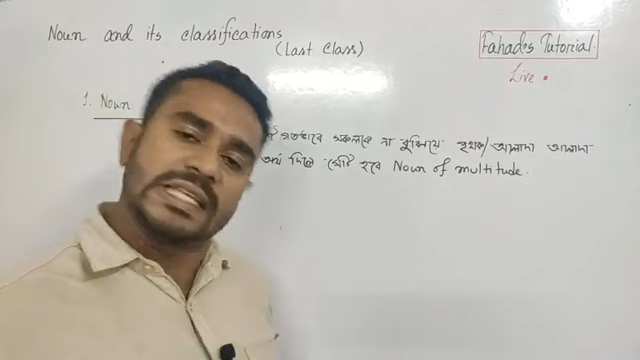 Noun and its classifications
(Last Class)
Fahades Tutorial
Live
1. Noun
সকলকে না বুঝিয়ে পৃথক/আলাদা আলাদা
অর্থ দিলে সেটি হবে Noun of multitude.